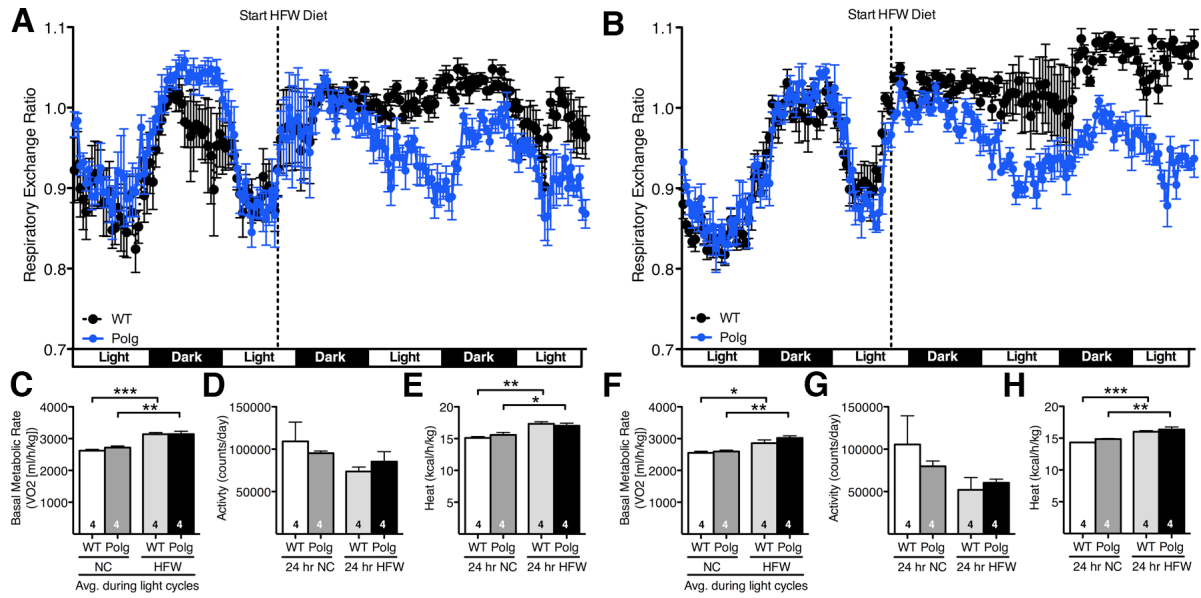 A
Start HFW Diet
Respiratory Exchange Ratio
1.1
1.0
0.9
0.8
0.7
WT
Polg
Light Dark Light Dark Light Dark Light
B
Start HFW Diet
Respiratory Exchange Ratio
1.1
1.0
0.9
0.8
0.7
WT
Polg
Light Dark Light Dark Light Dark Light
C
Basal Metabolic Rate
(VO2 [ml/h/kg])
4000
3000
2000
1000
***
**
4 4 4 4
WT Polg WT Polg
NC HFW
Avg. during light cycles
D
Activity (counts/day)
150000
100000
50000
4 4 4 4
WT Polg WT Polg
24 hr NC 24 hr HFW
E
Heat (kcal/h/kg)
20
15
10
5
**
*
4 4 4 4
WT Polg WT Polg
24 hr NC 24 hr HFW
F
Basal Metabolic Rate
(VO2 [ml/h/kg])
4000
3000
2000
1000
*
**
4 4 4 4
WT Polg WT Polg
NC HFW
Avg. during light cycles
G
Activity (counts/day)
150000
100000
50000
4 4 4 4
WT Polg WT Polg
24 hr NC 24 hr HFW
H
Heat (kcal/h/kg)
20
15
10
5
***
**
4 4 4 4
WT Polg WT Polg
24 hr NC 24 hr HFW